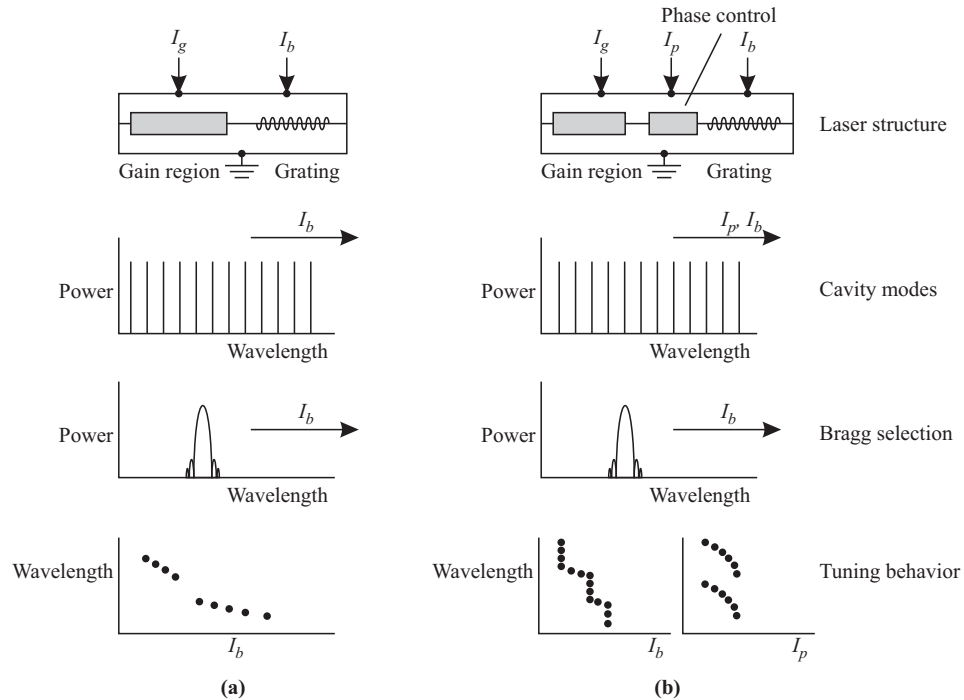 Phase control
I_g
I_b
I_g
I_p
I_b
Laser structure
Gain region
Grating
Gain region
Grating
I_b
I_p, I_b
Power
Power
Cavity modes
Wavelength
Wavelength
I_b
I_b
Power
Power
Bragg selection
Wavelength
Wavelength
Wavelength
Wavelength
Tuning behavior
I_b
I_b
I_p
(a)
(b)